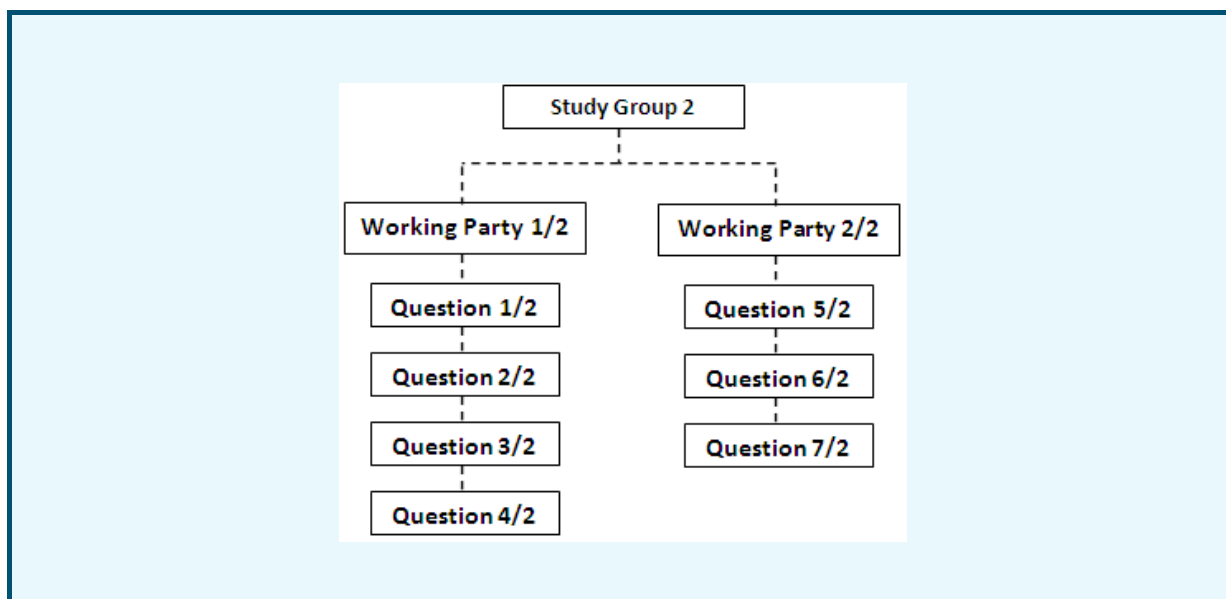 Study Group 2
Working Party 1/2
Working Party 2/2
Question 1/2
Question 5/2
Question 2/2
Question 6/2
Question 3/2
Question 7/2
Question 4/2